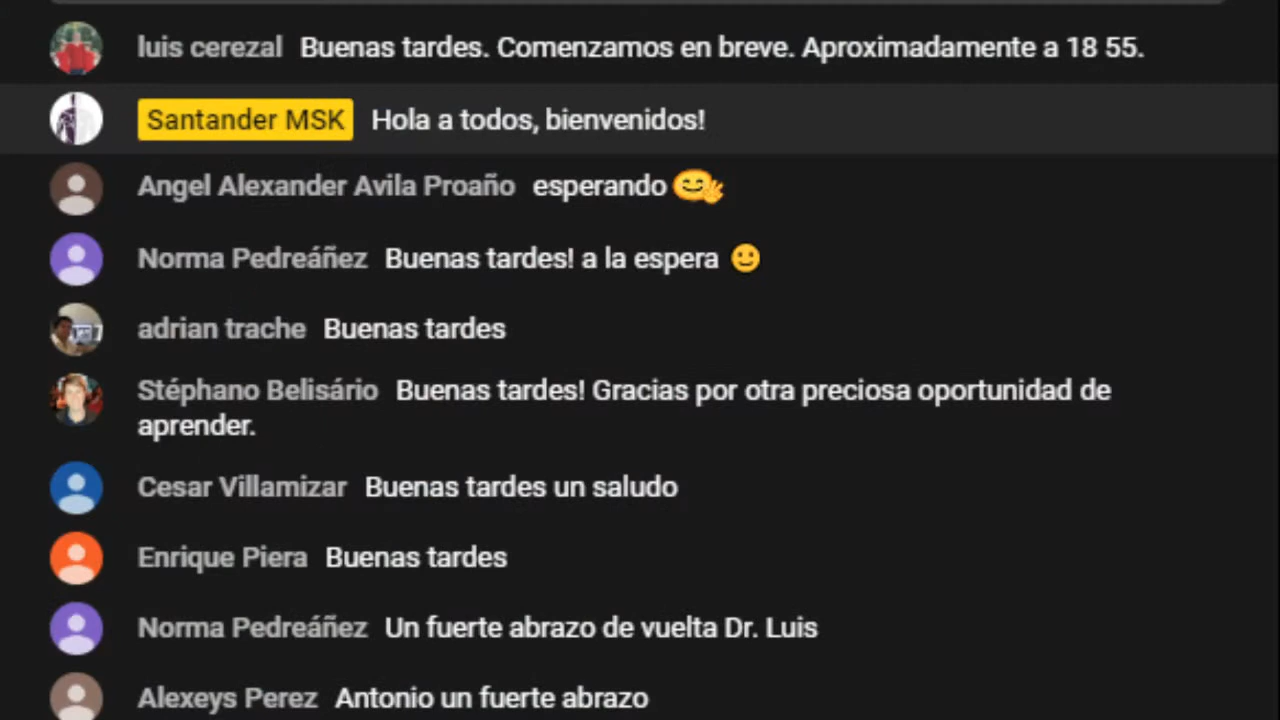 luis cerezal Buenas tardes. Comenzamos en breve. Aproximadamente a 18 55.
Santander MSK Hola a todos, bienvenidos!
Angel Alexander Avila Proaño esperando
Norma Pedreáñez Buenas tardes! a la espera
adrian trache Buenas tardes
Stéphano Belisário Buenas tardes! Gracias por otra preciosa oportunidad de
aprender.
Cesar Villamizar Buenas tardes un saludo
Enrique Piera Buenas tardes
Norma Pedreáñez Un fuerte abrazo de vuelta Dr. Luis
Alexeys Perez Antonio un fuerte abrazo